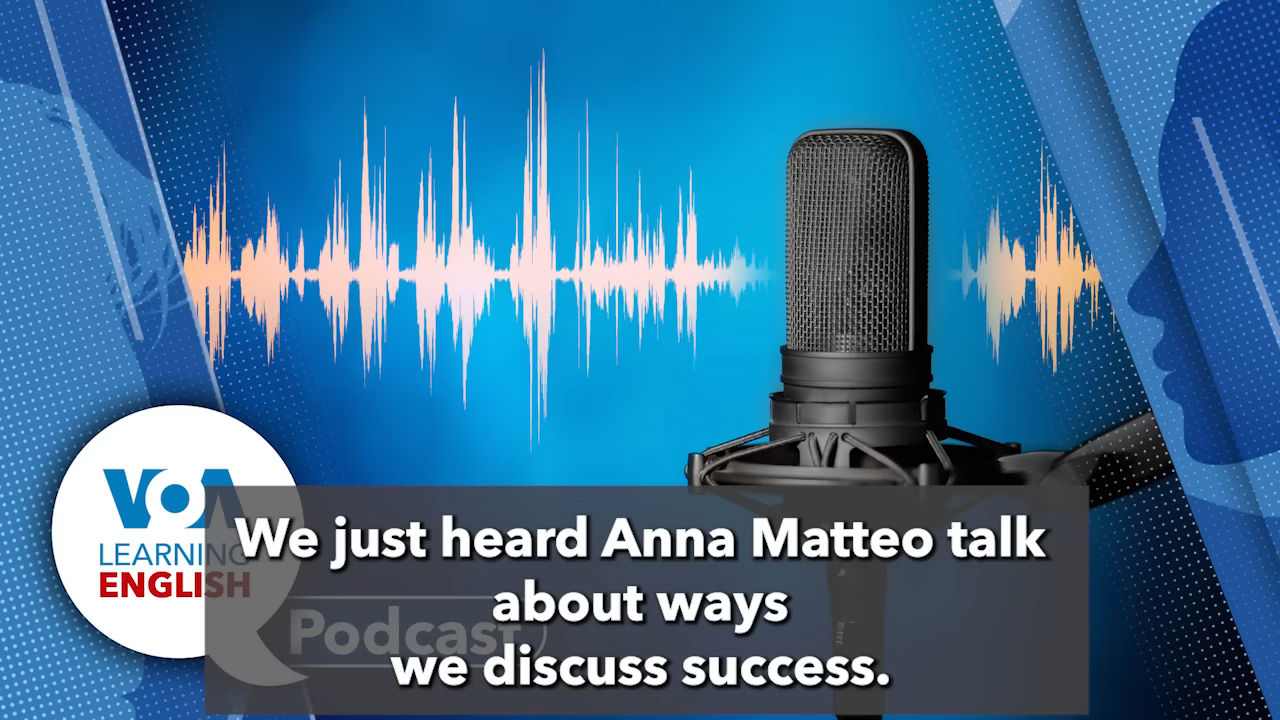 VOA
LEARNING
ENGLISH
Podcast
We just heard Anna Matteo talk
about ways
we discuss success.